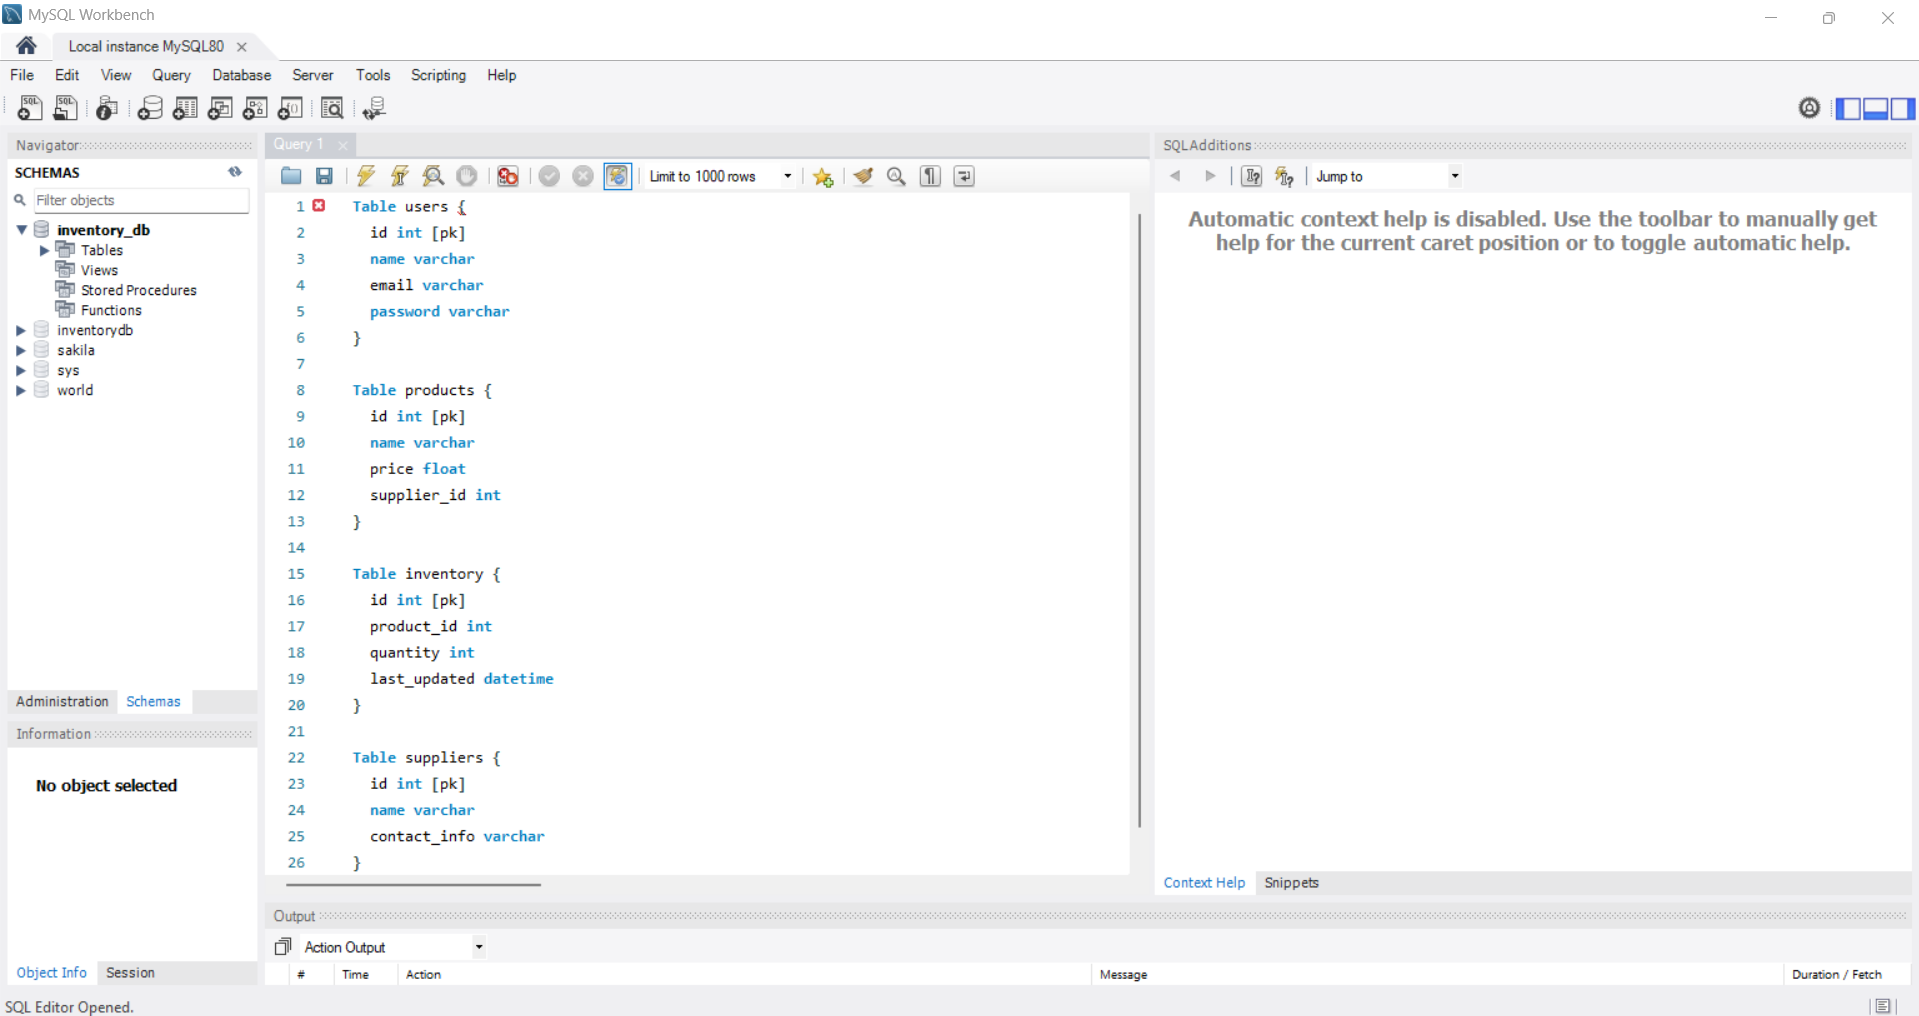 MySQL Workbench
Local instance MySQL80
File Edit View Query Database Server Tools Scripting Help
Navigator
SCHEMAS
Filter objects
inventory_db
Tables
Views
Stored Procedures
Functions
inventorydb
sakila
sys
world
Administration Schemas
Information
No object selected
Object Info Session
Query 1
Limit to 1000 rows
1 Table users {
2 id int [pk]
3 name varchar
4 email varchar
5 password varchar
6 }
7
8 Table products {
9 id int [pk]
10 name varchar
11 price float
12 supplier_id int
13 }
14
15 Table inventory {
16 id int [pk]
17 product_id int
18 quantity int
19 last_updated datetime
20 }
21
22 Table suppliers {
23 id int [pk]
24 name varchar
25 contact_info varchar
26 }
SQLAdditions
Jump to
Automatic context help is disabled. Use the toolbar to manually get
help for the current caret position or to toggle automatic help.
Context Help Snippets
Output
Action Output
# Time Action Message Duration / Fetch
SQL Editor Opened.